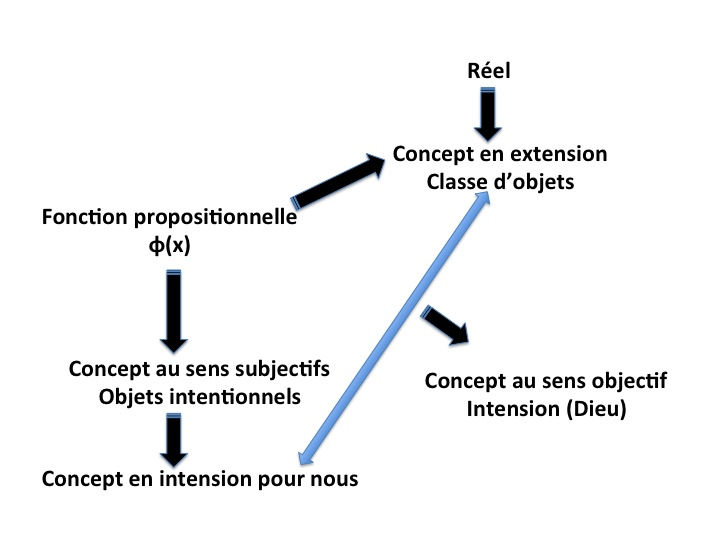 Réel
Concept en extension
Classe d’objets
Fonction propositionnelle
φ(x)
Concept au sens subjectifs
Objets intentionnels
Concept au sens objectif
Intension (Dieu)
Concept en intension pour nous